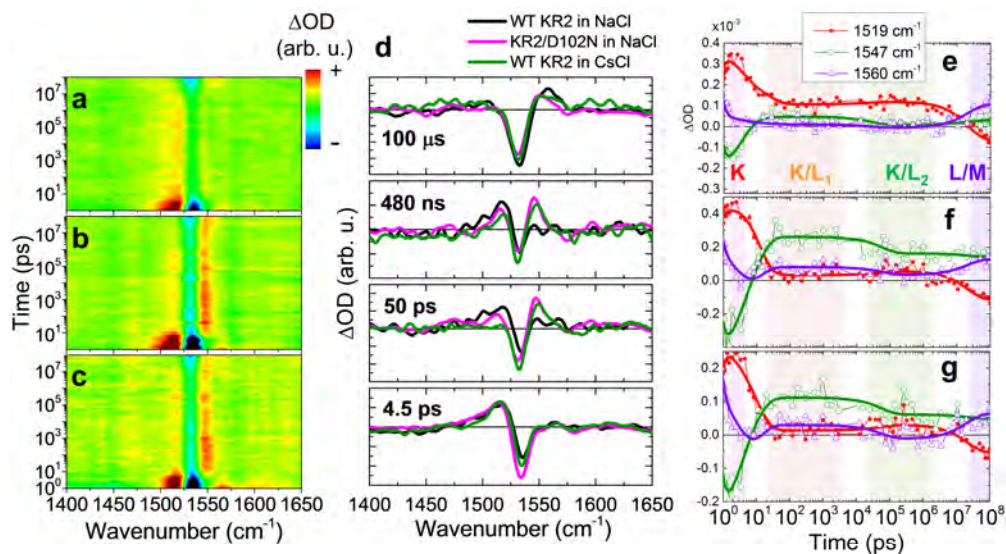 ΔOD
(arb. u.)
+
-
a
b
c
10⁷
10⁵
10³
10¹
10⁷
10⁵
10³
10¹
10⁷
10⁵
10³
10¹
10⁰
Time (ps)
1400 1450 1500 1550 1600 1650
Wavenumber (cm⁻¹)
d
WT KR2 in NaCl
KR2/D102N in NaCl
WT KR2 in CsCl
100 µs
480 ns
50 ps
4.5 ps
ΔOD (arb. u.)
1400 1450 1500 1550 1600 1650
Wavenumber (cm⁻¹)
x10⁻³
1519 cm⁻¹
1547 cm⁻¹
1560 cm⁻¹
e
0.4
0.3
0.2
0.1
0.0
-0.1
-0.2
-0.3
ΔOD
K K/L₁ K/L₂ L/M
f
0.4
0.2
0.0
-0.2
-0.4
g
0.2
0.1
0.0
-0.1
-0.2
10⁰ 10¹ 10² 10³ 10⁴ 10⁵ 10⁶ 10⁷ 10⁸
Time (ps)